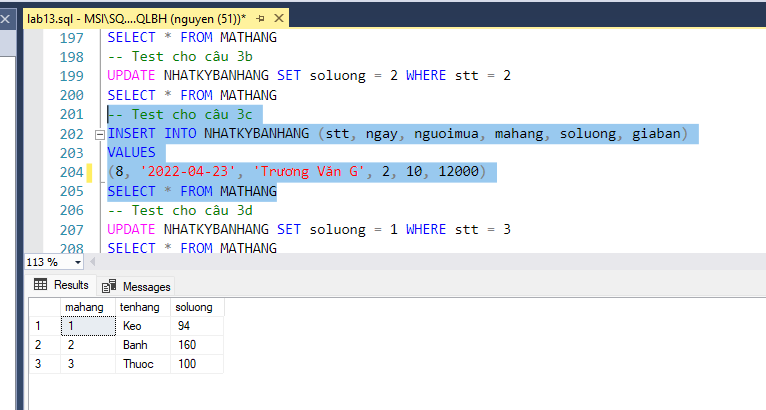 lab13.sql - MSI\SQ....QLBH (nguyen (51))*
197 SELECT * FROM MATHANG
198 -- Test cho câu 3b
199 UPDATE NHATKYBANHANG SET soluong = 2 WHERE stt = 2
200 SELECT * FROM MATHANG
201 -- Test cho câu 3c
202 INSERT INTO NHATKYBANHANG (stt, ngay, nguoimua, mahang, soluong, giaban)
203 VALUES
204 (8, '2022-04-23', 'Trương Văn G', 2, 10, 12000)
205 SELECT * FROM MATHANG
206 -- Test cho câu 3d
207 UPDATE NHATKYBANHANG SET soluong = 1 WHERE stt = 3
208 SELECT * FROM MATHANG
113 %
Results Messages
mahang tenhang soluong
1 1 Keo 94
2 2 Banh 160
3 3 Thuoc 100